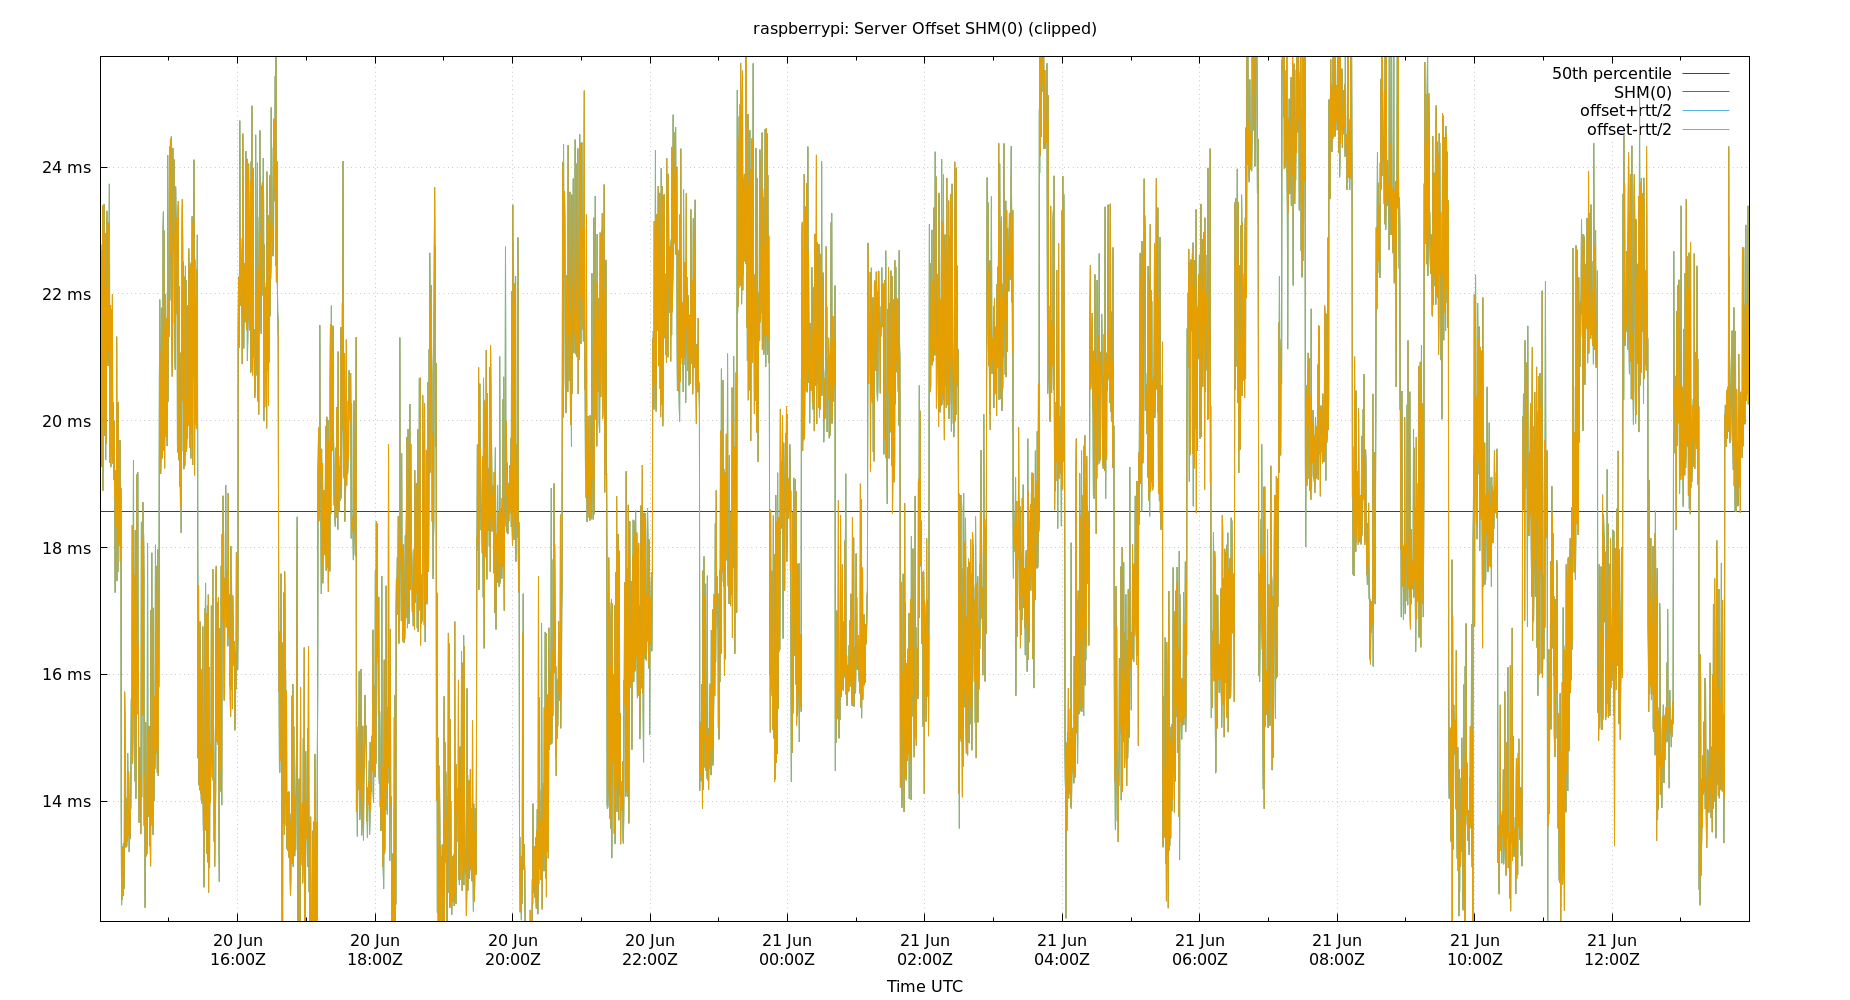 raspberrypi: Server Offset SHM(0) (clipped)
50th percentile
SHM(0)
offset+rtt/2
offset-rtt/2
24 ms
22 ms
20 ms
18 ms
16 ms
14 ms
20 Jun 20 Jun 20 Jun 20 Jun 21 Jun 21 Jun 21 Jun 21 Jun 21 Jun 21 Jun 21 Jun
16:00Z 18:00Z 20:00Z 22:00Z 00:00Z 02:00Z 04:00Z 06:00Z 08:00Z 10:00Z 12:00Z
Time UTC